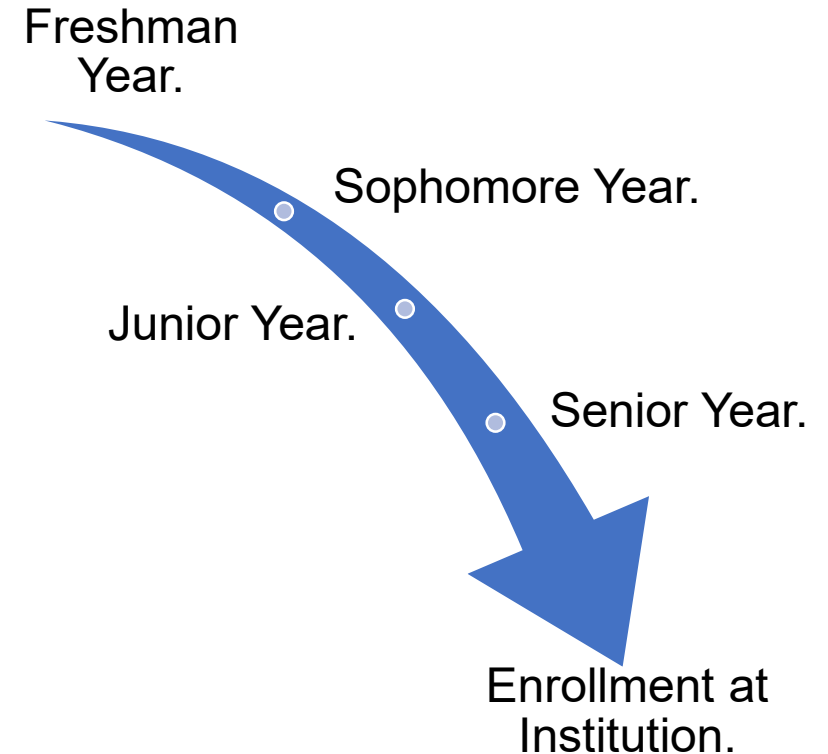 Freshman
Year.
Sophomore Year.
Junior Year.
Senior Year.
Enrollment at
Institution.